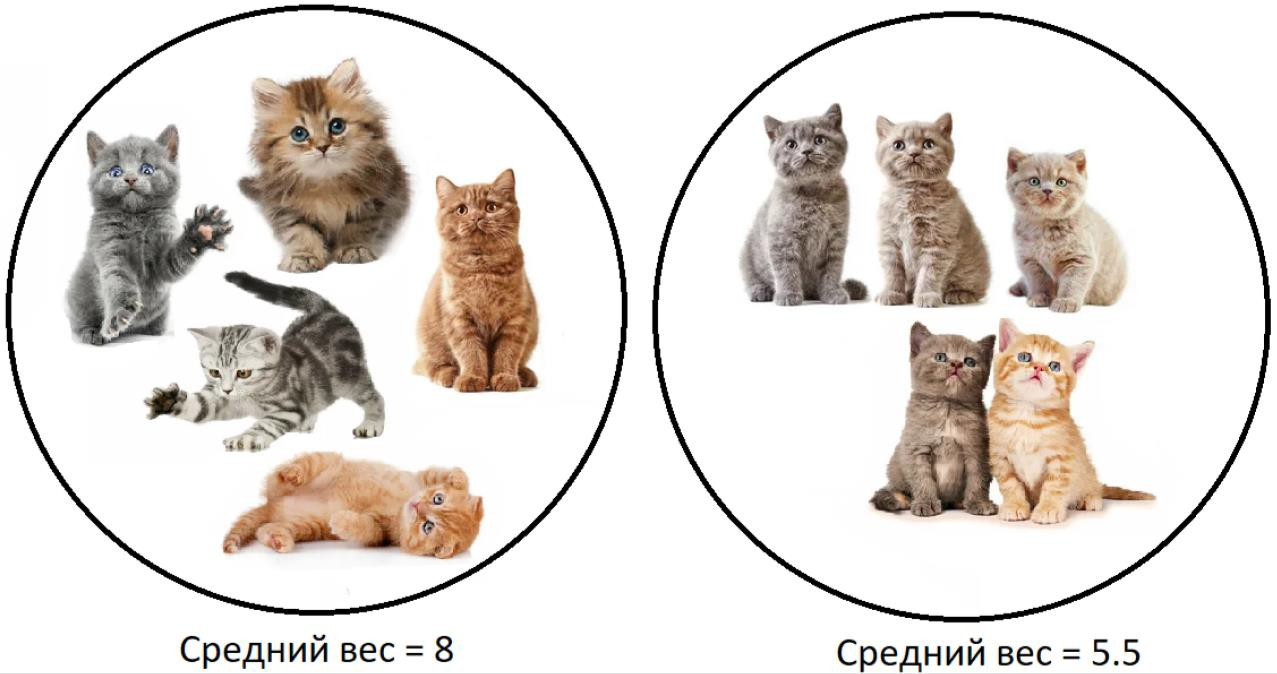 Средний вес = 8
Средний вес = 5.5